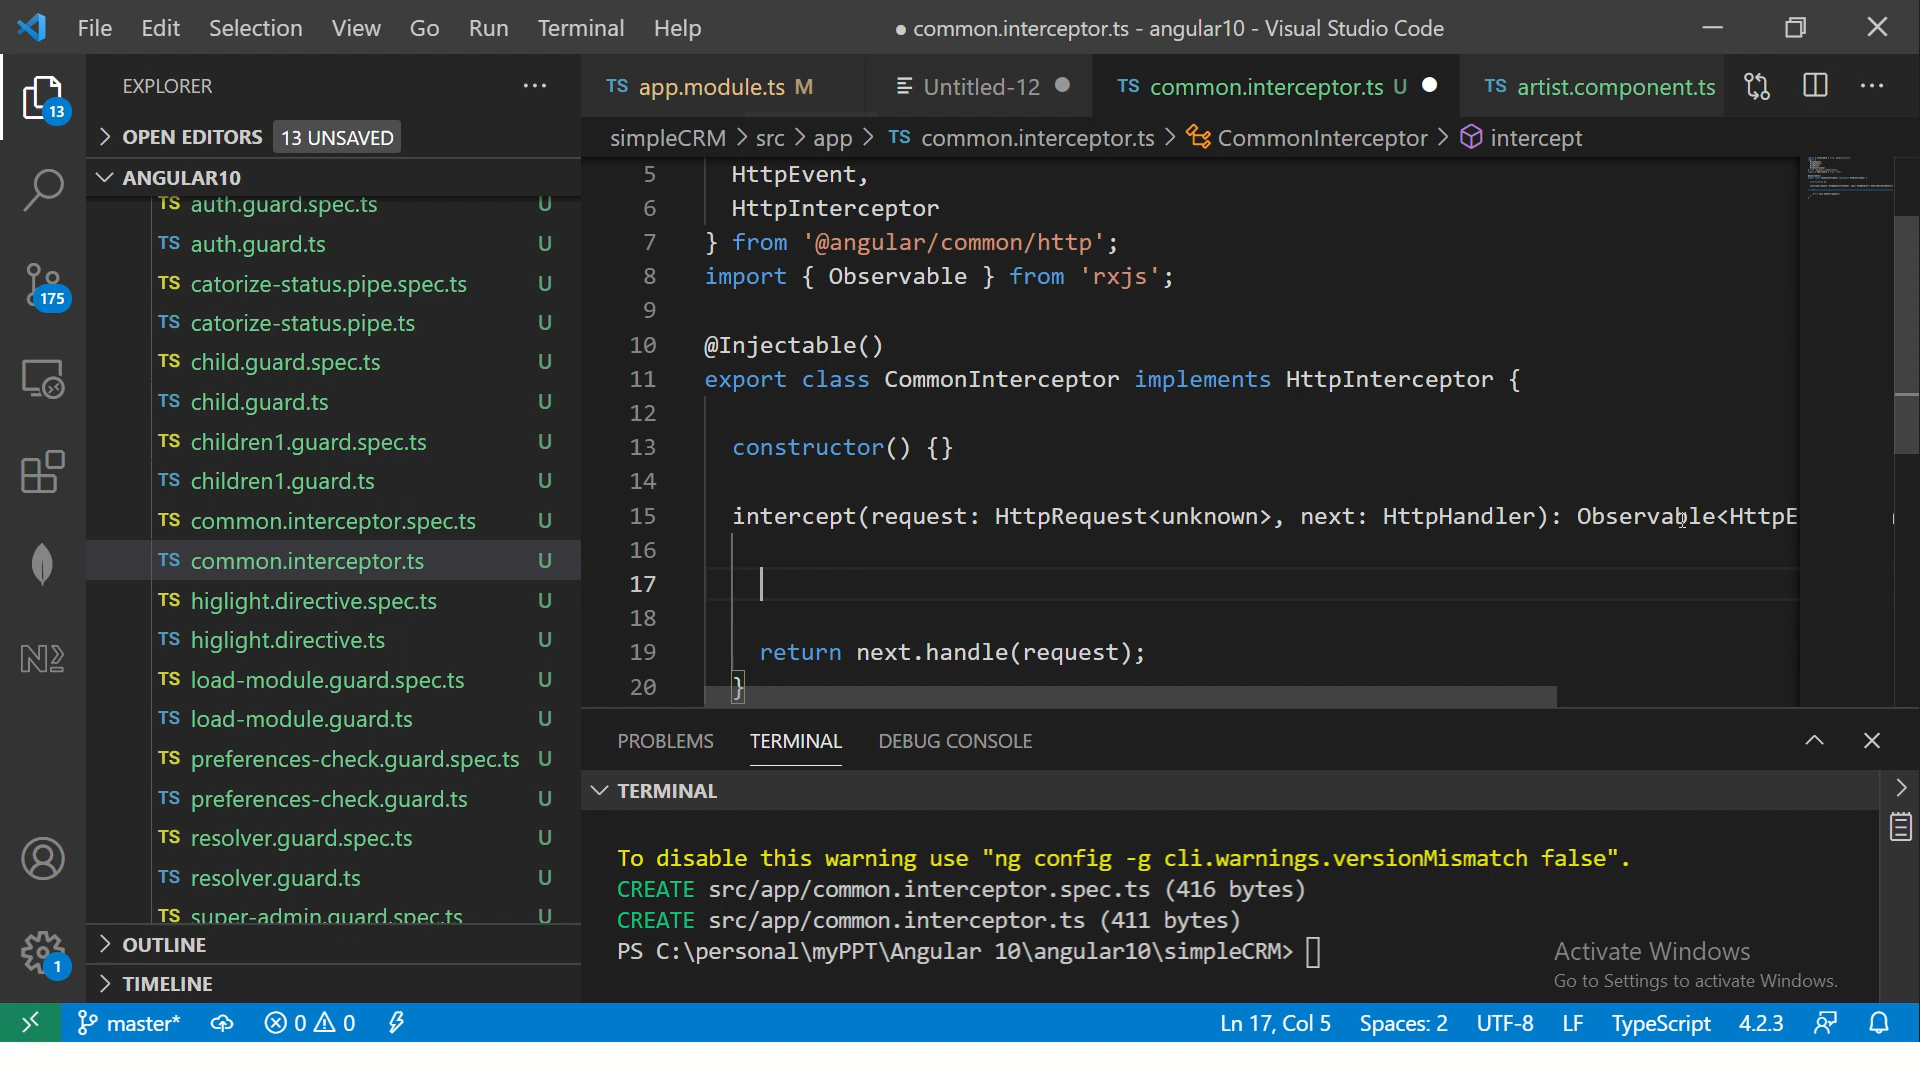 File Edit Selection View Go Run Terminal Help
● common.interceptor.ts - angular10 - Visual Studio Code
EXPLORER ···
TS app.module.ts M
Untitled-12
TS common.interceptor.ts U
TS artist.component.ts
13
OPEN EDITORS 13 UNSAVED
simpleCRM > src > app > TS common.interceptor.ts > CommonInterceptor > intercept
ANGULAR10
TS auth.guard.spec.ts U
TS auth.guard.ts U
TS catorize-status.pipe.spec.ts U
175
TS catorize-status.pipe.ts U
TS child.guard.spec.ts U
TS child.guard.ts U
TS children1.guard.spec.ts U
TS children1.guard.ts U
TS common.interceptor.spec.ts U
TS common.interceptor.ts U
TS higlight.directive.spec.ts U
TS higlight.directive.ts U
TS load-module.guard.spec.ts U
TS load-module.guard.ts U
TS preferences-check.guard.spec.ts U
TS preferences-check.guard.ts U
TS resolver.guard.spec.ts U
TS resolver.guard.ts U
TS super-admin.guard.spec.ts U
OUTLINE
1
TIMELINE
5 HttpEvent,
6 HttpInterceptor
7 } from '@angular/common/http';
8 import { Observable } from 'rxjs';
9
10 @Injectable()
11 export class CommonInterceptor implements HttpInterceptor {
12
13 constructor() {}
14
15 intercept(request: HttpRequest<unknown>, next: HttpHandler): Observable<HttpE
16
17
18
19 return next.handle(request);
20 }
PROBLEMS TERMINAL DEBUG CONSOLE
TERMINAL
To disable this warning use "ng config -g cli.warnings.versionMismatch false".
CREATE src/app/common.interceptor.spec.ts (416 bytes)
CREATE src/app/common.interceptor.ts (411 bytes)
PS C:\personal\myPPT\Angular 10\angular10\simpleCRM>
Activate Windows
Go to Settings to activate Windows.
master* 0 0 Ln 17, Col 5 Spaces: 2 UTF-8 LF TypeScript 4.2.3